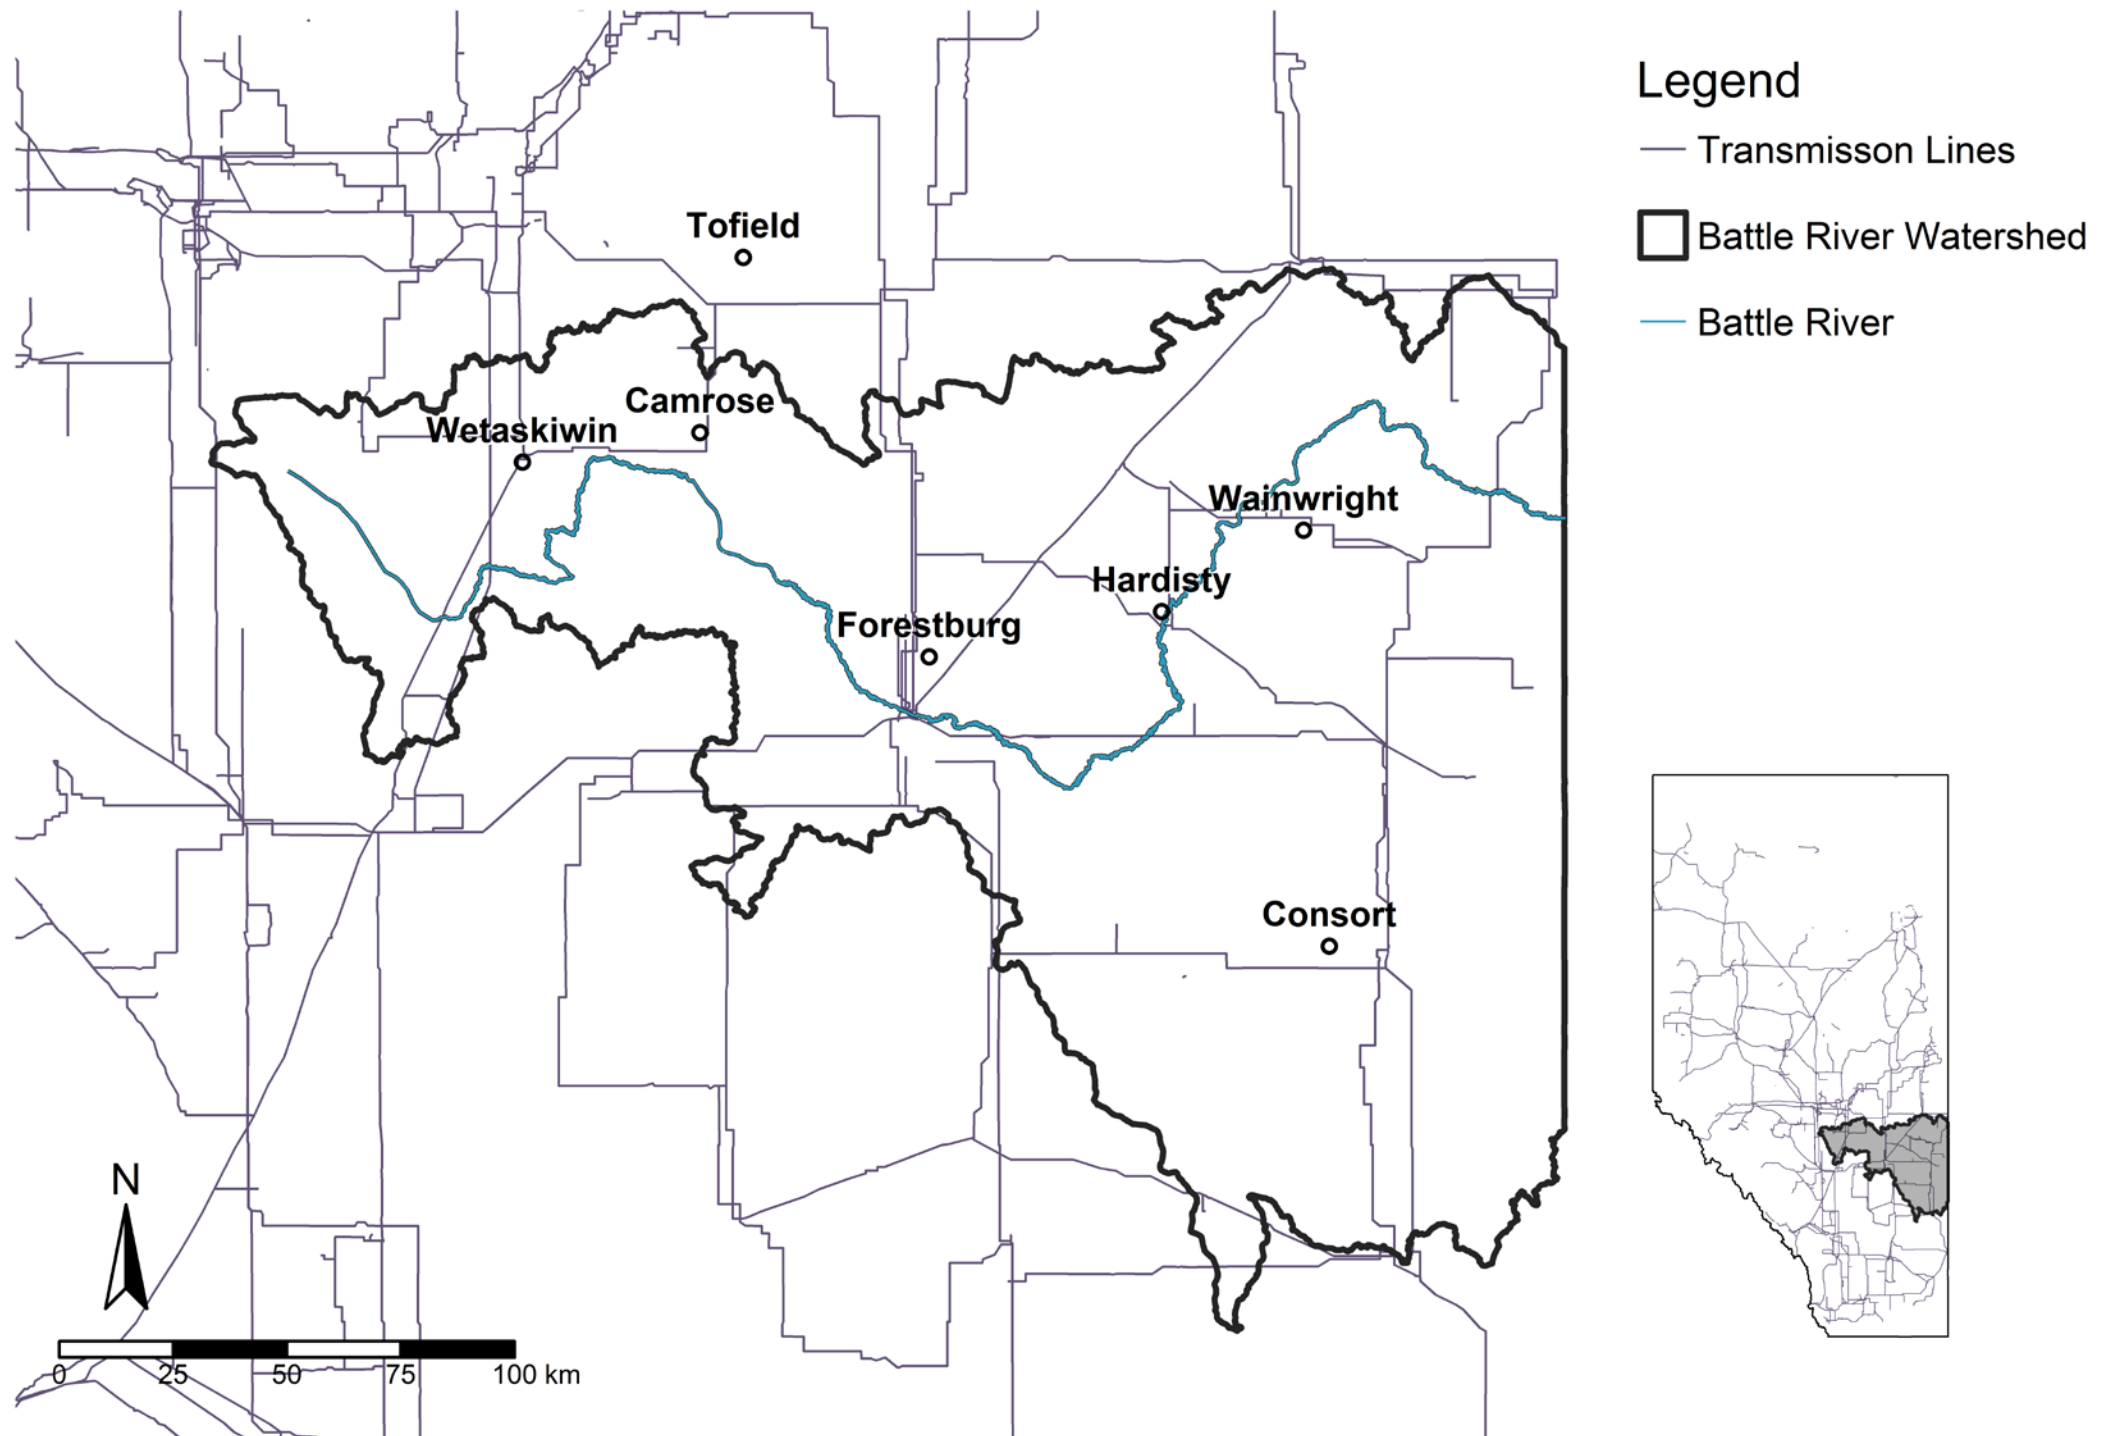 Legend
Transmisson Lines
Battle River Watershed
Battle River
Tofield
Camrose
Wetaskiwin
Wainwright
Hardisty
Forestburg
Consort
N
0 25 50 75 100 km